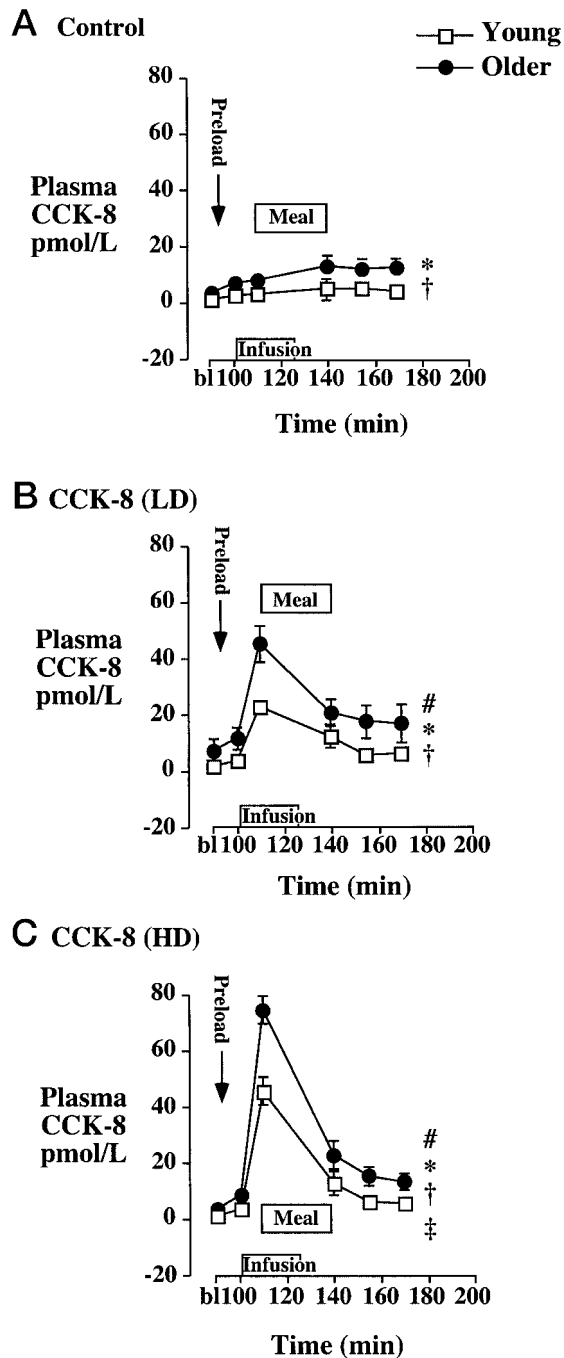 A Control
Young
Older
80
60
40
20
0
-20
Preload
Plasma
CCK-8
pmol/L
Meal
*
†
Infusion
bl 100 120 140 160 180 200
Time (min)
B CCK-8 (LD)
80
60
40
20
0
-20
Preload
Plasma
CCK-8
pmol/L
Meal
#
*
†
Infusion
bl 100 120 140 160 180 200
Time (min)
C CCK-8 (HD)
80
60
40
20
0
-20
Preload
Plasma
CCK-8
pmol/L
#
*
†
‡
Meal
Infusion
bl 100 120 140 160 180 200
Time (min)